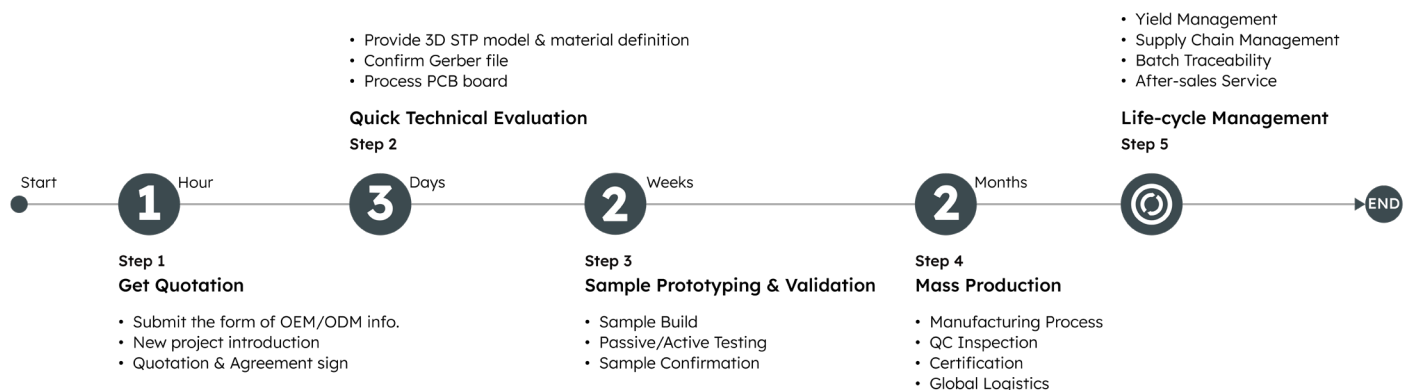 Start
1
Hour
Step 1
Get Quotation
• Submit the form of OEM/ODM info.
• New project introduction
• Quotation & Agreement sign
• Provide 3D STP model & material definition
• Confirm Gerber file
• Process PCB board
Quick Technical Evaluation
Step 2
3
Days
2
Weeks
Step 3
Sample Prototyping & Validation
• Sample Build
• Passive/Active Testing
• Sample Confirmation
2
Months
Step 4
Mass Production
• Manufacturing Process
• QC Inspection
• Certification
• Global Logistics
• Yield Management
• Supply Chain Management
• Batch Traceability
• After-sales Service
Life-cycle Management
Step 5
END